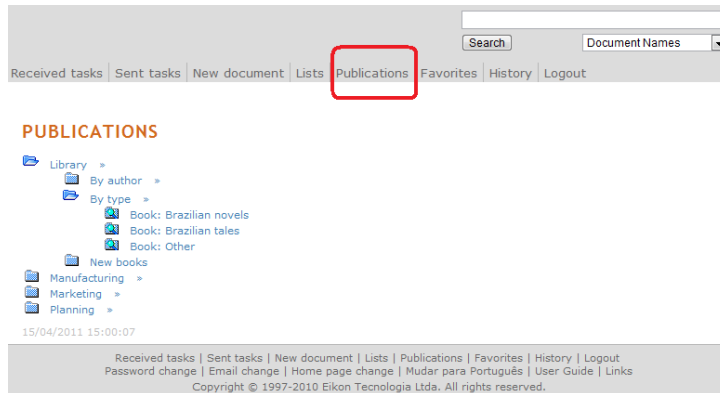 Search
Document Names
Received tasks | Sent tasks | New document | Lists | Publications | Favorites | History | Logout
PUBLICATIONS
Library »
By author »
By type »
Book: Brazilian novels
Book: Brazilian tales
Book: Other
New books
Manufacturing »
Marketing »
Planning »
15/04/2011 15:00:07
Received tasks | Sent tasks | New document | Lists | Publications | Favorites | History | Logout
Password change | Email change | Home page change | Mudar para Português | User Guide | Links
Copyright © 1997-2010 Eikon Tecnologia Ltda. All rights reserved.